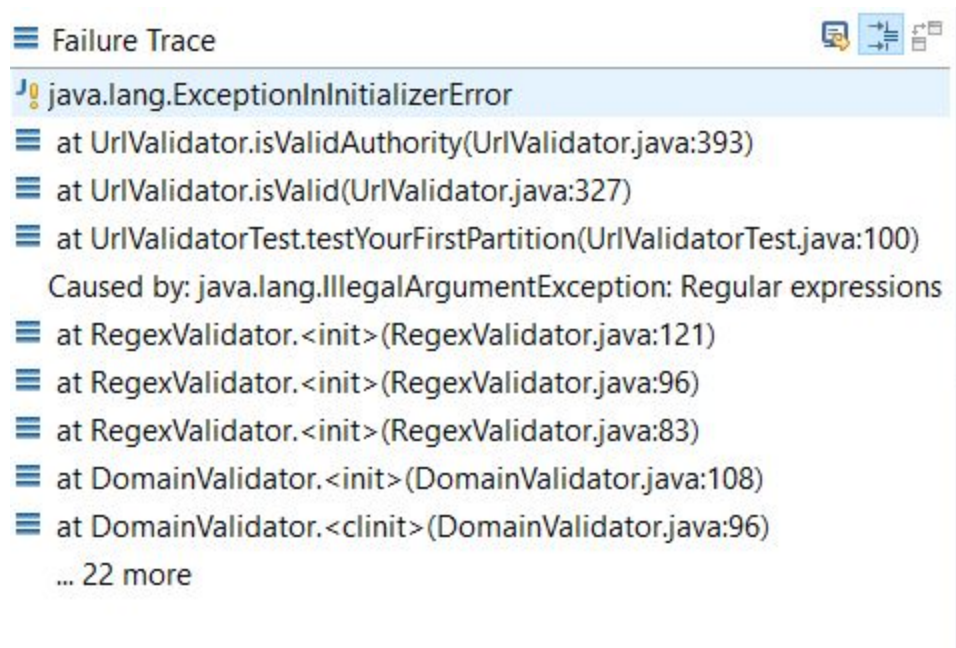 Failure Trace
java.lang.ExceptionInInitializerError
at UrlValidator.isValidAuthority(UrlValidator.java:393)
at UrlValidator.isValid(UrlValidator.java:327)
at UrlValidatorTest.testYourFirstPartition(UrlValidatorTest.java:100)
Caused by: java.lang.IllegalArgumentException: Regular expressions
at RegexValidator.<init>(RegexValidator.java:121)
at RegexValidator.<init>(RegexValidator.java:96)
at RegexValidator.<init>(RegexValidator.java:83)
at DomainValidator.<init>(DomainValidator.java:108)
at DomainValidator.<clinit>(DomainValidator.java:96)
... 22 more